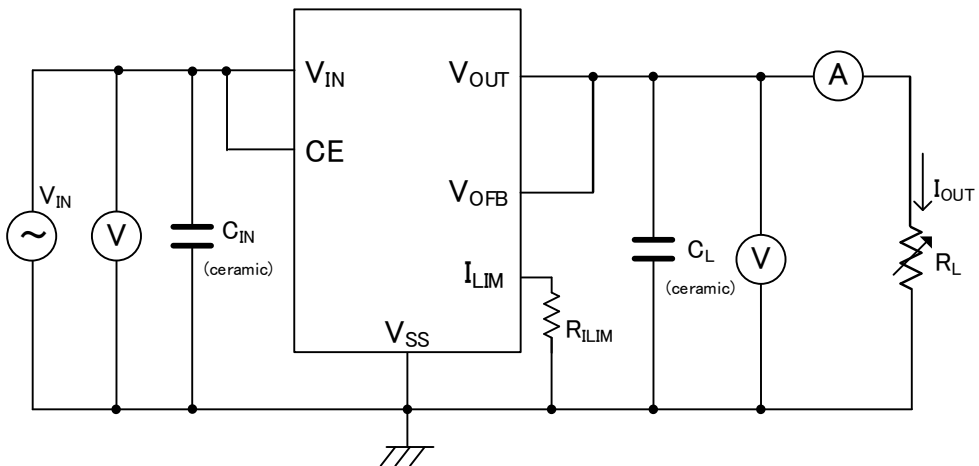 VIN
VOUT
A
CE
VIN
VOFB
IOUT
~
V
CIN
(ceramic)
CL
(ceramic)
V
RL
ILIM
RILIM
VSS